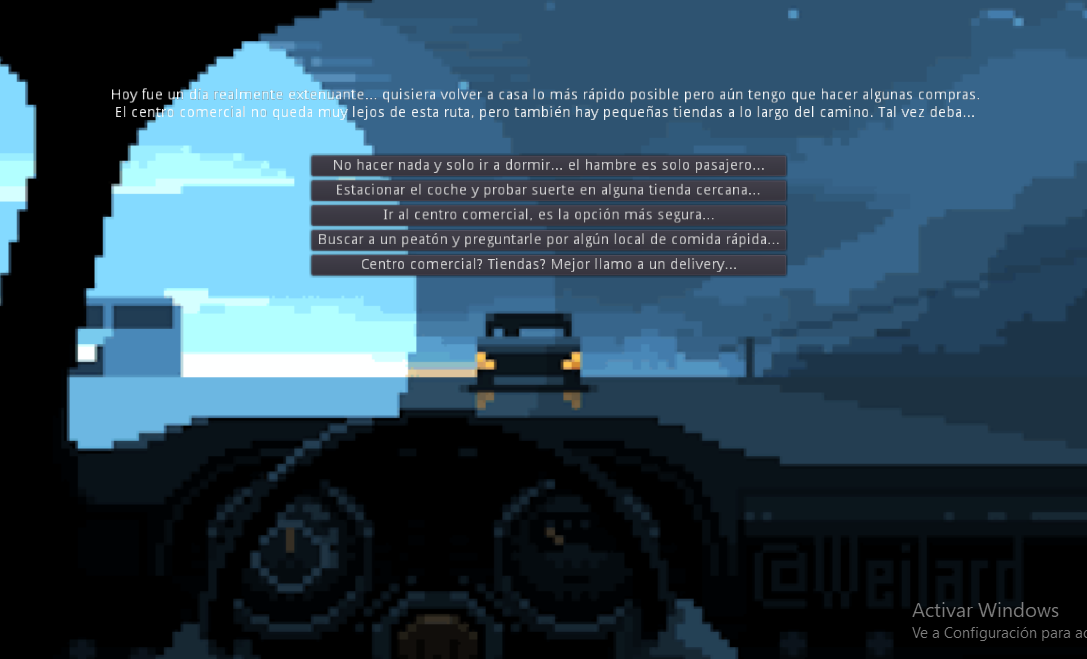 Hoy fue un dia realmente extenuante... quisiera volver a casa lo más rápido posible pero aún tengo que hacer algunas compras.
El centro comercial no queda muy lejos de esta ruta, pero también hay pequeñas tiendas a lo largo del camino. Tal vez deba...
No hacer nada y solo ir a dormir... el hambre es solo pasajero...
Estacionar el coche y probar suerte en alguna tienda cercana...
Ir al centro comercial, es la opción más segura...
Buscar a un peatón y preguntarle por algún local de comida rápida...
Centro comercial? Tiendas? Mejor llamo a un delivery...
@Weilard
Activar Windows
Ve a Configuración para ac